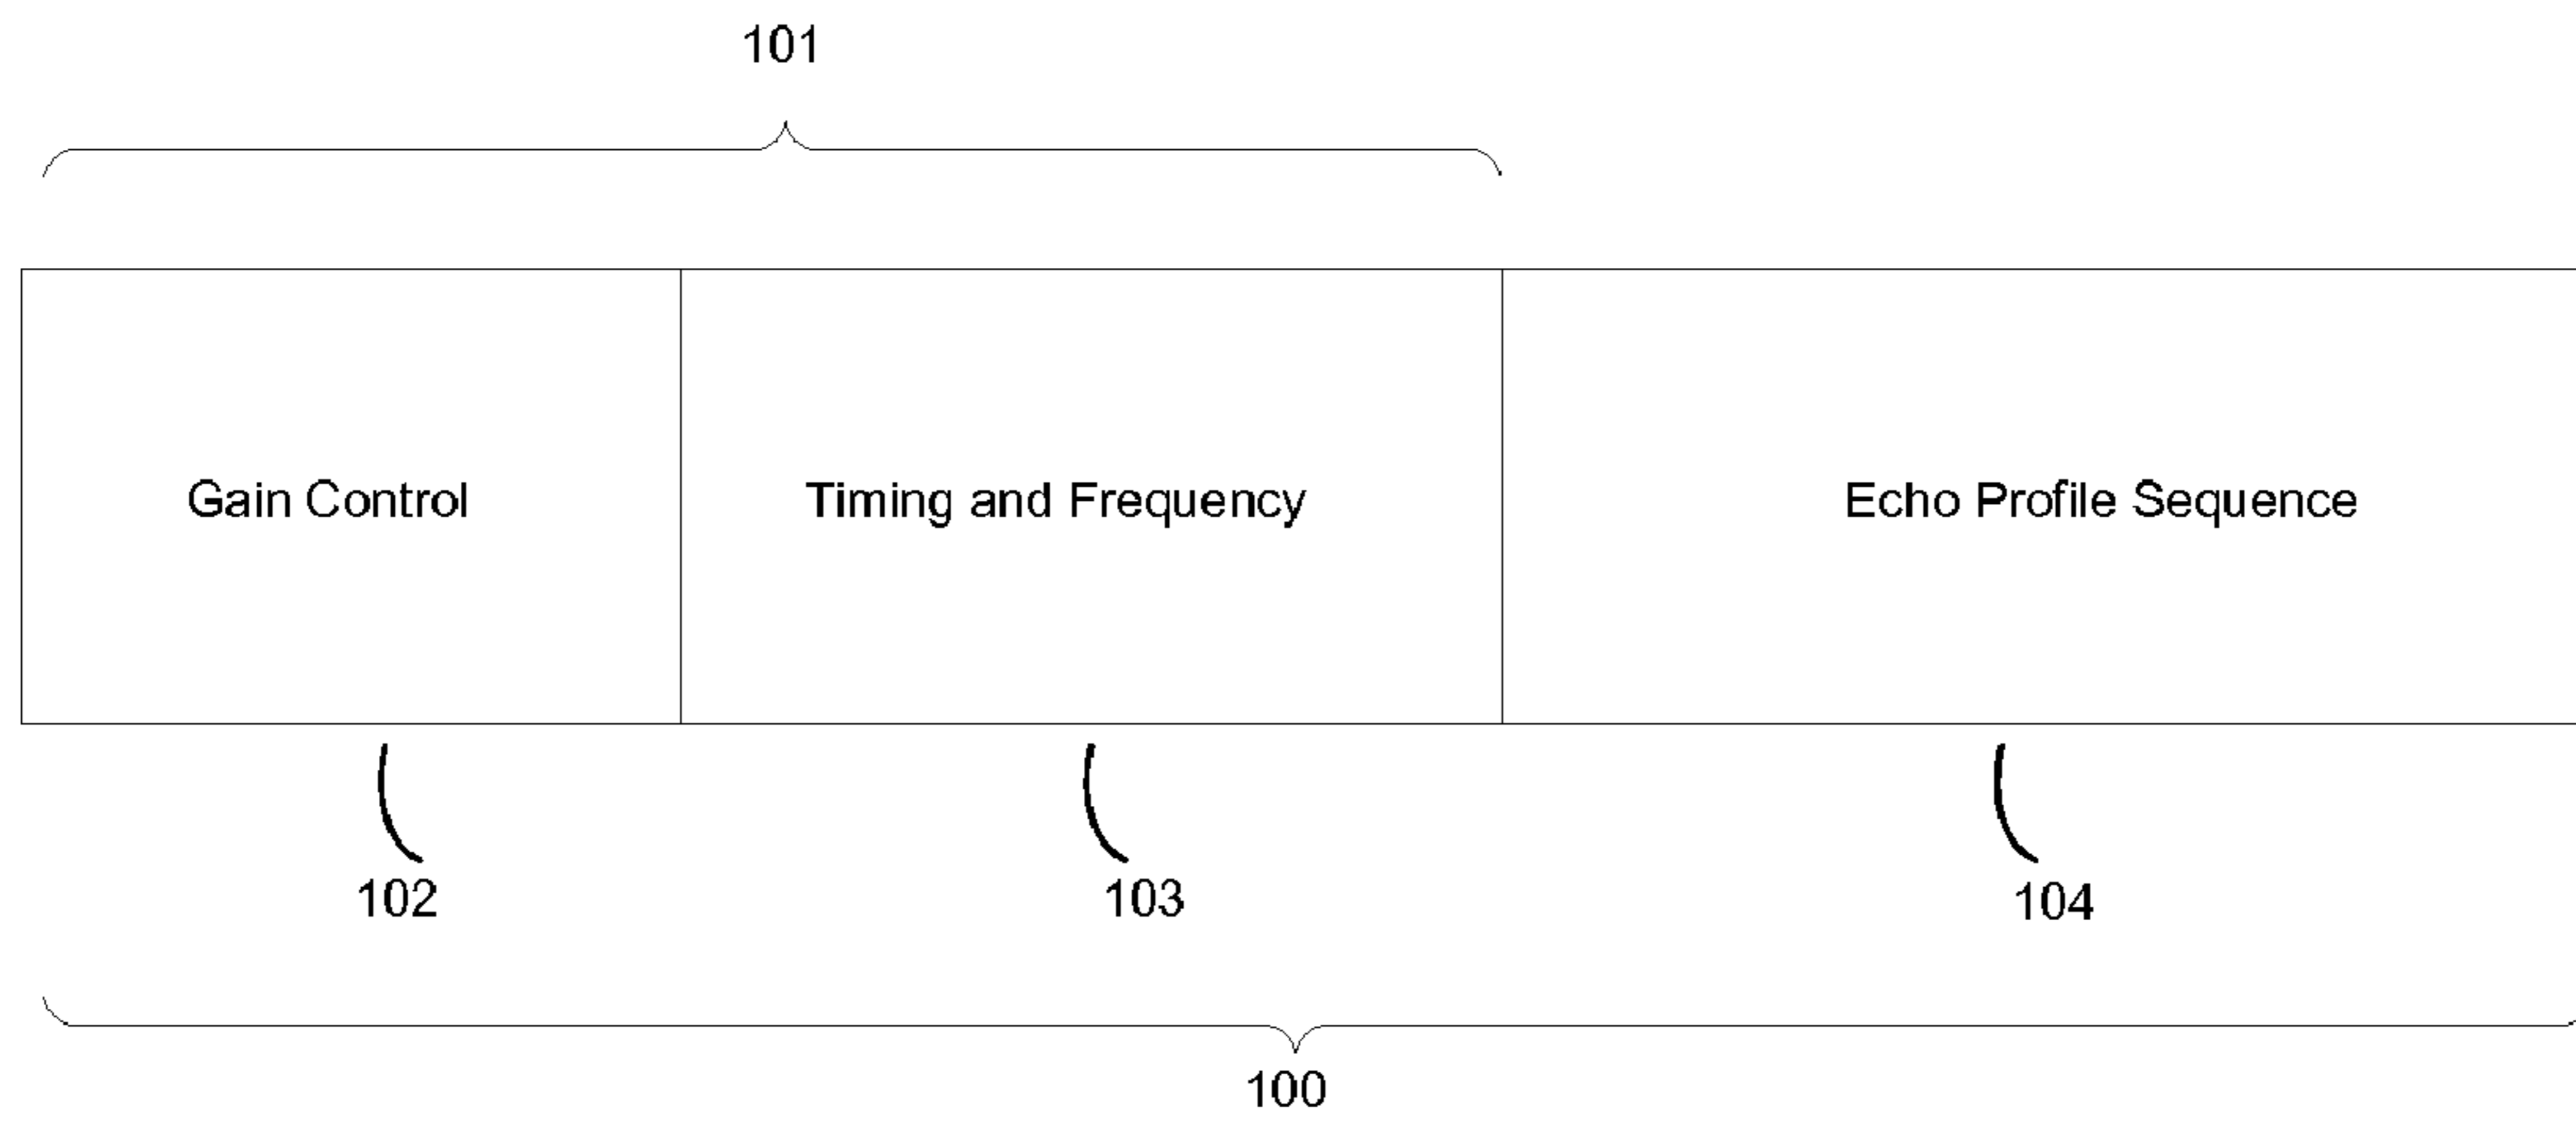 101
Gain Control
Timing and Frequency
Echo Profile Sequence
102
103
104
100